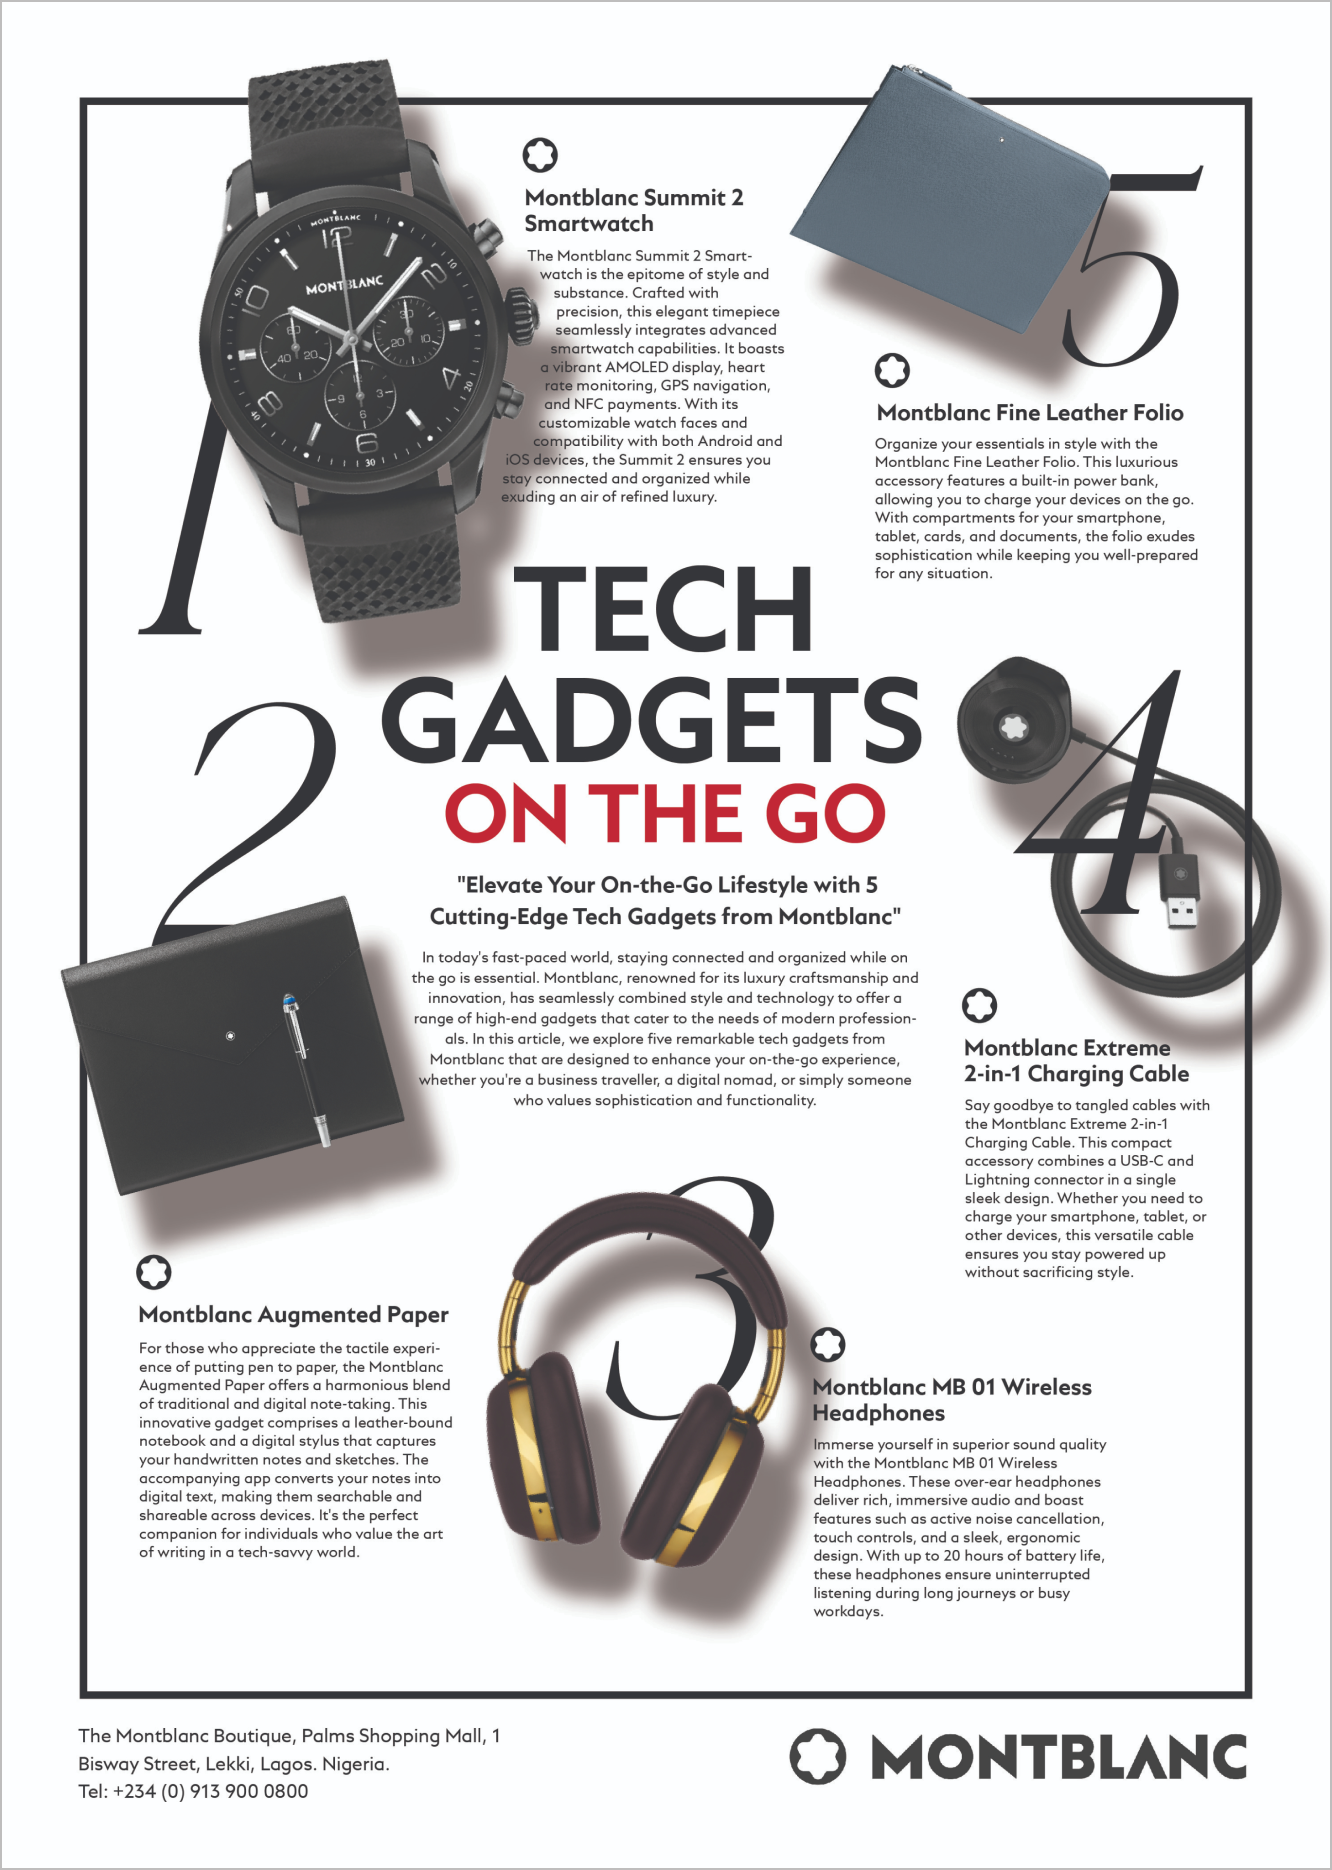 1
MONTBLANC
MONTBLANC
Montblanc Summit 2
Smartwatch
The Montblanc Summit 2 Smart-
watch is the epitome of style and
substance. Crafted with
precision, this elegant timepiece
seamlessly integrates advanced
smartwatch capabilities. It boasts
a vibrant AMOLED display, heart
rate monitoring, GPS navigation,
and NFC payments. With its
customizable watch faces and
compatibility with both Android and
iOS devices, the Summit 2 ensures you
stay connected and organized while
exuding an air of refined luxury.
5
Montblanc Fine Leather Folio
Organize your essentials in style with the
Montblanc Fine Leather Folio. This luxurious
accessory features a built-in power bank,
allowing you to charge your devices on the go.
With compartments for your smartphone,
tablet, cards, and documents, the folio exudes
sophistication while keeping you well-prepared
for any situation.
TECH
GADGETS
ON THE GO
"Elevate Your On-the-Go Lifestyle with 5
Cutting-Edge Tech Gadgets from Montblanc"
In today's fast-paced world, staying connected and organized while on
the go is essential. Montblanc, renowned for its luxury craftsmanship and
innovation, has seamlessly combined style and technology to offer a
range of high-end gadgets that cater to the needs of modern profession-
als. In this article, we explore five remarkable tech gadgets from
Montblanc that are designed to enhance your on-the-go experience,
whether you're a business traveller, a digital nomad, or simply someone
who values sophistication and functionality.
2
Montblanc Augmented Paper
For those who appreciate the tactile experi-
ence of putting pen to paper, the Montblanc
Augmented Paper offers a harmonious blend
of traditional and digital note-taking. This
innovative gadget comprises a leather-bound
notebook and a digital stylus that captures
your handwritten notes and sketches. The
accompanying app converts your notes into
digital text, making them searchable and
shareable across devices. It's the perfect
companion for individuals who value the art
of writing in a tech-savvy world.
3
Montblanc MB 01 Wireless
Headphones
Immerse yourself in superior sound quality
with the Montblanc MB 01 Wireless
Headphones. These over-ear headphones
deliver rich, immersive audio and boast
features such as active noise cancellation,
touch controls, and a sleek, ergonomic
design. With up to 20 hours of battery life,
these headphones ensure uninterrupted
listening during long journeys or busy
workdays.
4
Montblanc Extreme
2-in-1 Charging Cable
Say goodbye to tangled cables with
the Montblanc Extreme 2-in-1
Charging Cable. This compact
accessory combines a USB-C and
Lightning connector in a single
sleek design. Whether you need to
charge your smartphone, tablet, or
other devices, this versatile cable
ensures you stay powered up
without sacrificing style.
The Montblanc Boutique, Palms Shopping Mall, 1
Bisway Street, Lekki, Lagos. Nigeria.
Tel: +234 (0) 913 900 0800
MONTBLANC